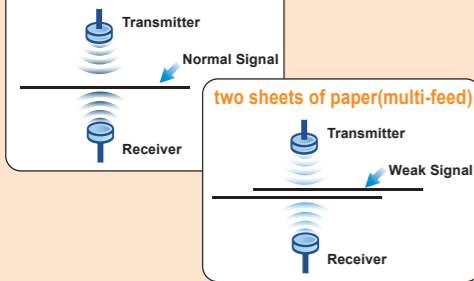 Transmitter
Normal Signal
Receiver
two sheets of paper(multi-feed)
Transmitter
Weak Signal
Receiver